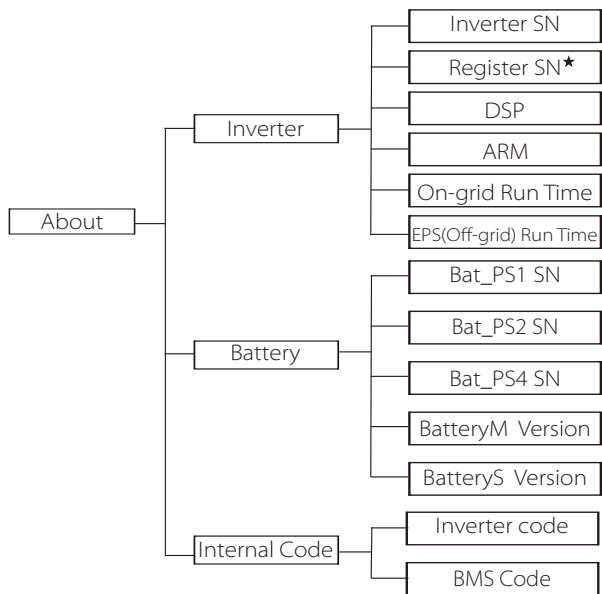 About
Inverter
Inverter SN
Register SN★
DSP
ARM
On-grid Run Time
EPS(Off-grid) Run Time
Battery
Bat_PS1 SN
Bat_PS2 SN
Bat_PS4 SN
BatteryM Version
BatteryS Version
Internal Code
Inverter code
BMS Code